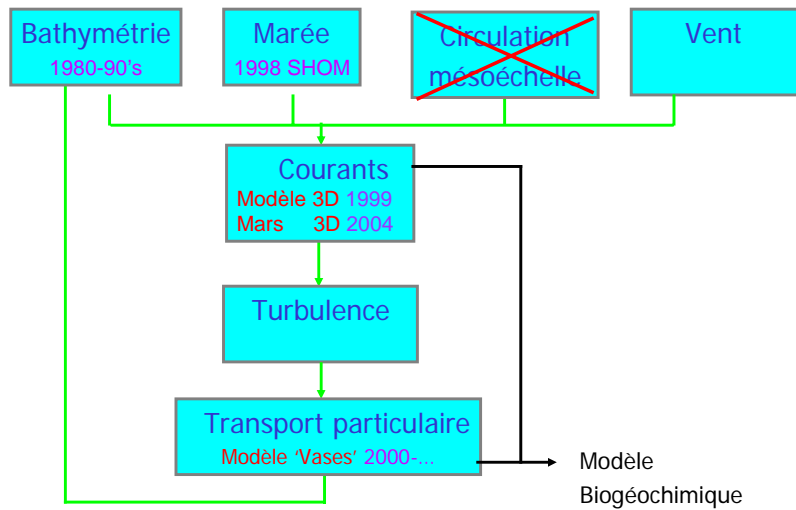 Bathymétrie
1980-90's
Marée
1998 SHOM
Circulation
mésoéchelle
Vent
Courants
Modèle 3D 1999
Mars 3D 2004
Turbulence
Transport particulaire
Modèle ‘Vases’ 2000-…
Modèle
Biogéochimique